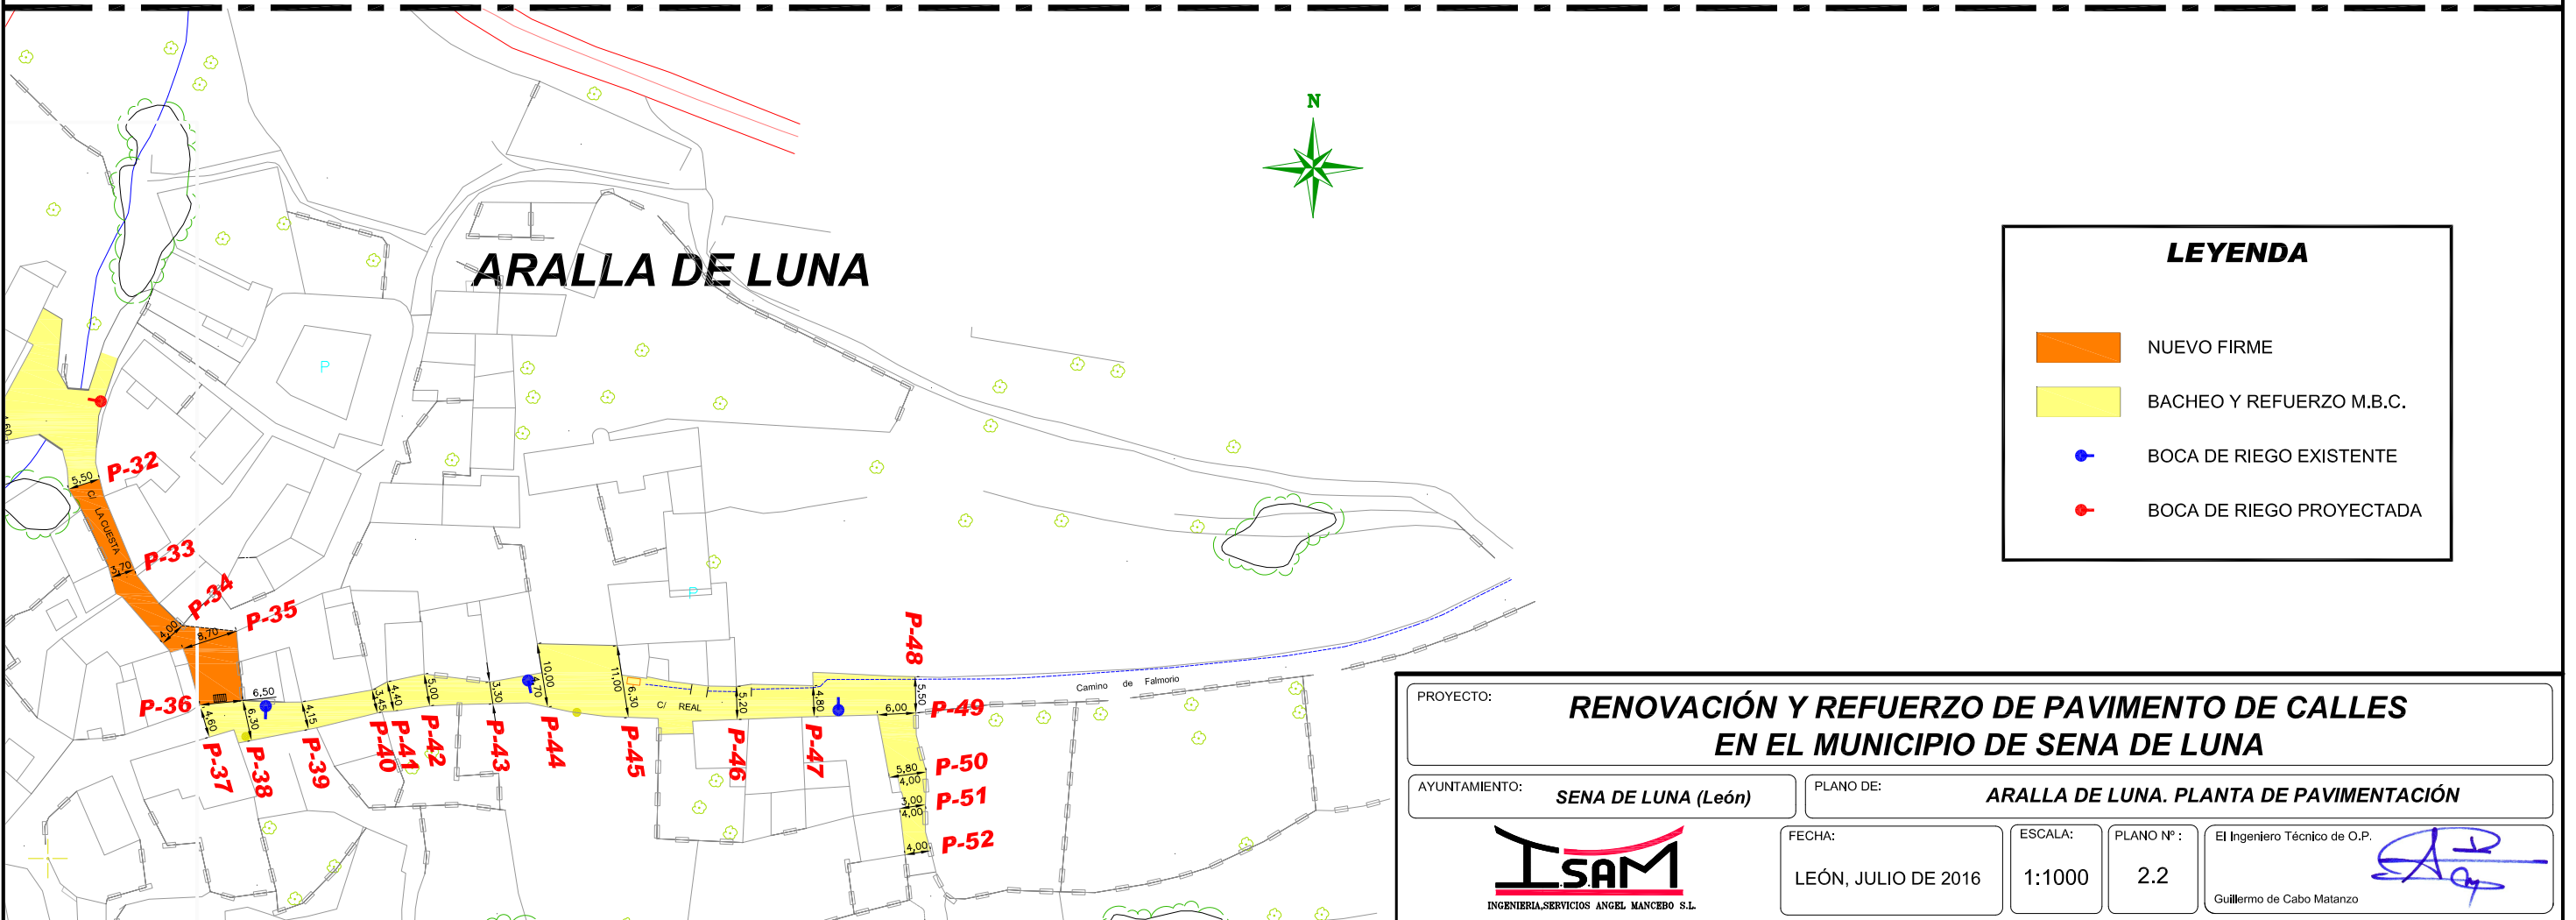 N
ARALLA DE LUNA
P
P
LEYENDA
NUEVO FIRME
BACHEO Y REFUERZO M.B.C.
BOCA DE RIEGO EXISTENTE
BOCA DE RIEGO PROYECTADA
4,60
5,50
P-32
C/ LA CUESTA
3,70
P-33
4,00
P-34
8,70
P-35
P-36
6,50
4,60
P-37
6,30
P-38
4,15
P-39
3,45
P-40
4,40
P-41
5,00
P-42
3,30
P-43
4,70
10,00
P-44
11,00
6,30
P-45
C/ REAL
5,20
P-46
4,80
P-47
P-48
5,50
6,00
P-49
Camino de Falmorio
5,80
P-50
4,00
3,00
P-51
4,00
4,00
P-52
PROYECTO:
RENOVACIÓN Y REFUERZO DE PAVIMENTO DE CALLES
EN EL MUNICIPIO DE SENA DE LUNA
AYUNTAMIENTO:
SENA DE LUNA (León)
PLANO DE:
ARALLA DE LUNA. PLANTA DE PAVIMENTACIÓN
I.SAM
INGENIERIA,SERVICIOS ANGEL MANCEBO S.L.
FECHA:
LEÓN, JULIO DE 2016
ESCALA:
1:1000
PLANO Nº :
2.2
El Ingeniero Técnico de O.P.
Guillermo de Cabo Matanzo